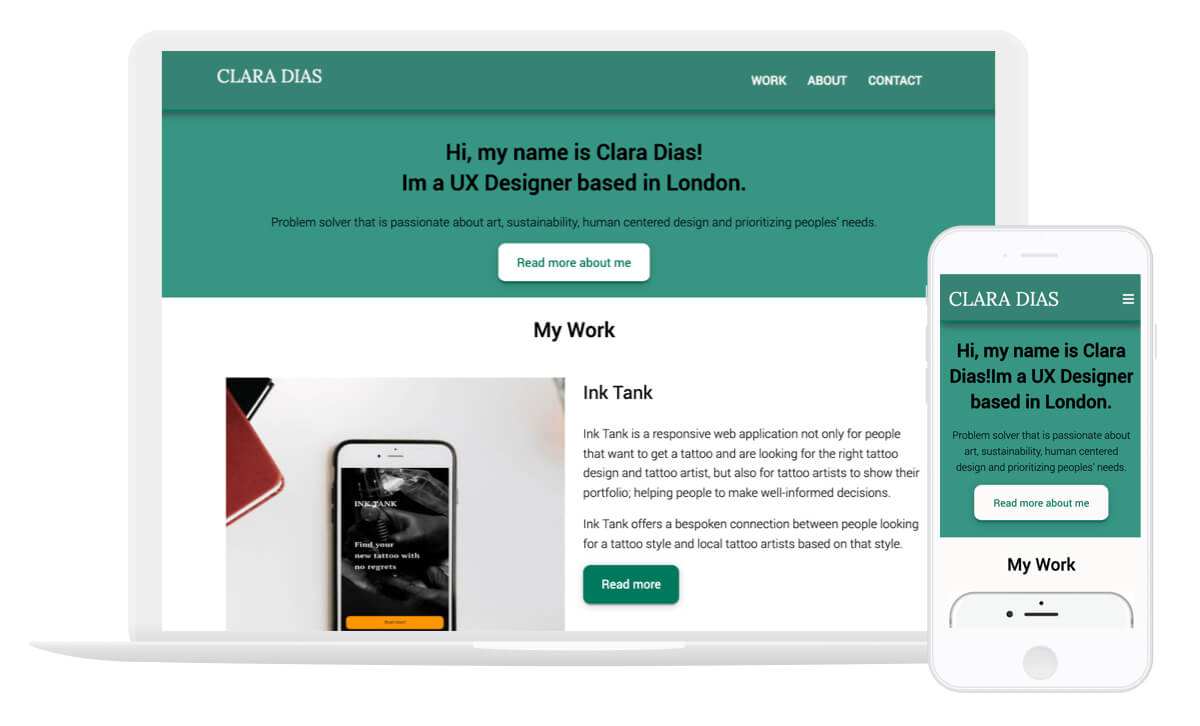 CLARA DIAS
WORK ABOUT CONTACT
Hi, my name is Clara Dias!
Im a UX Designer based in London.
Problem solver that is passionate about art, sustainability, human centered design and prioritizing peoples' needs.
Read more about me
My Work
INK TANK
Find your
new tattoo with
no regrets
Ink Tank
Ink Tank is a responsive web application not only for people
that want to get a tattoo and are looking for the right tattoo
design and tattoo artist, but also for tattoo artists to show their
portfolio; helping people to make well-informed decisions.
Ink Tank offers a bespoken connection between people looking
for a tattoo style and local tattoo artists based on that style.
Read more
CLARA DIAS
Hi, my name is Clara
Dias!Im a UX Designer
based in London.
Problem solver that is passionate about
art, sustainability, human centered
design and prioritizing peoples' needs.
Read more about me
My Work